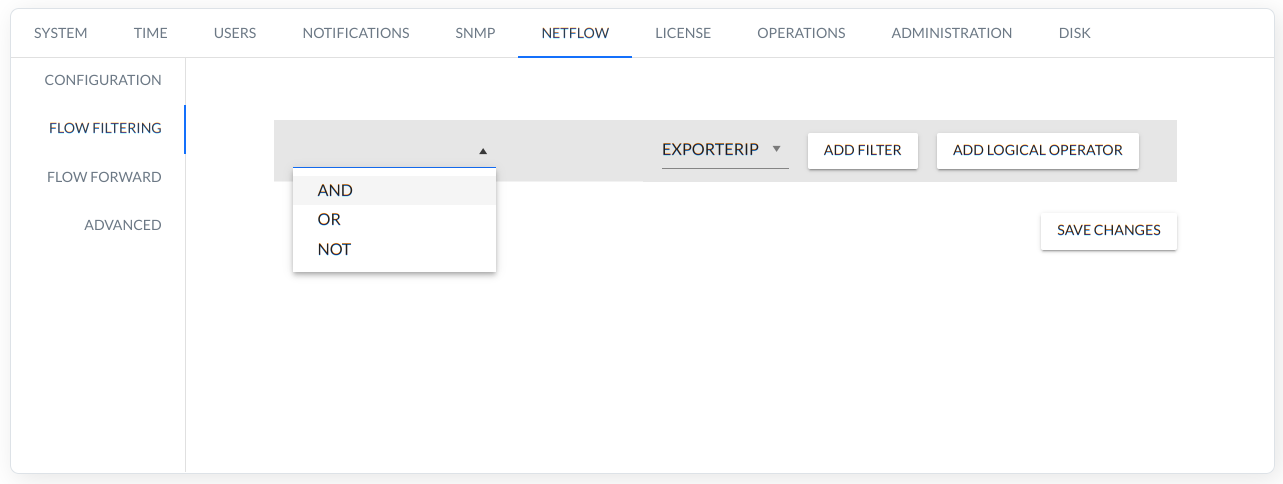 SYSTEM TIME USERS NOTIFICATIONS SNMP NETFLOW LICENSE OPERATIONS ADMINISTRATION DISK
CONFIGURATION
FLOW FILTERING
FLOW FORWARD
ADVANCED
EXPORTERIP ADD FILTER ADD LOGICAL OPERATOR
AND
OR
NOT
SAVE CHANGES